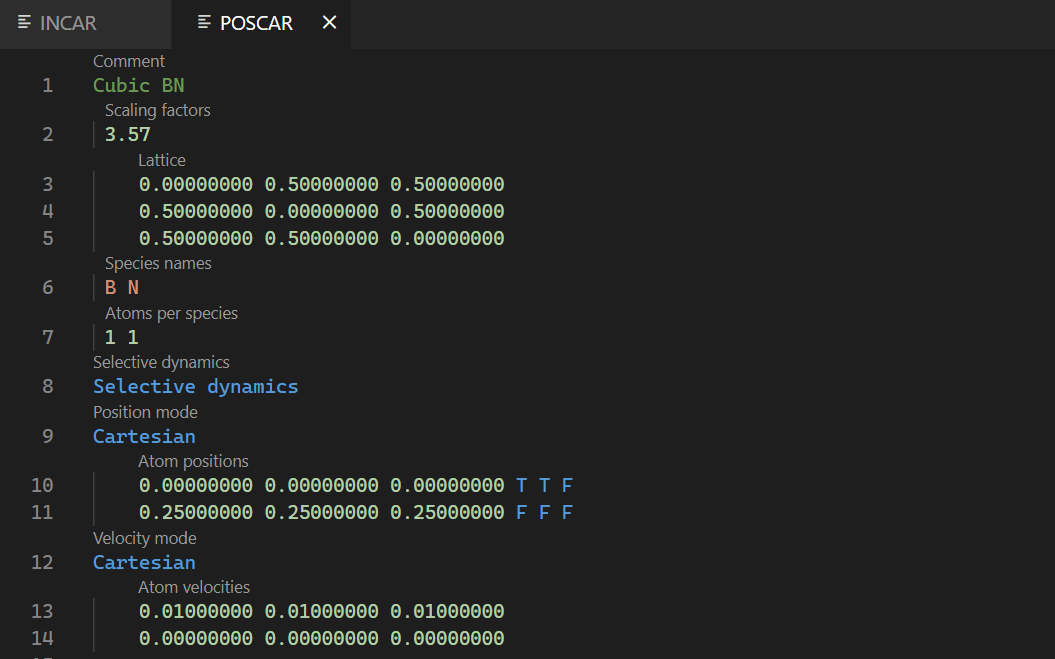 INCAR POSCAR
Comment
1 Cubic BN
Scaling factors
2 3.57
Lattice
3 0.00000000 0.50000000 0.50000000
4 0.50000000 0.00000000 0.50000000
5 0.50000000 0.50000000 0.00000000
Species names
6 B N
Atoms per species
7 1 1
Selective dynamics
8 Selective dynamics
Position mode
9 Cartesian
Atom positions
10 0.00000000 0.00000000 0.00000000 T T F
11 0.25000000 0.25000000 0.25000000 F F F
Velocity mode
12 Cartesian
Atom velocities
13 0.01000000 0.01000000 0.01000000
14 0.00000000 0.00000000 0.00000000